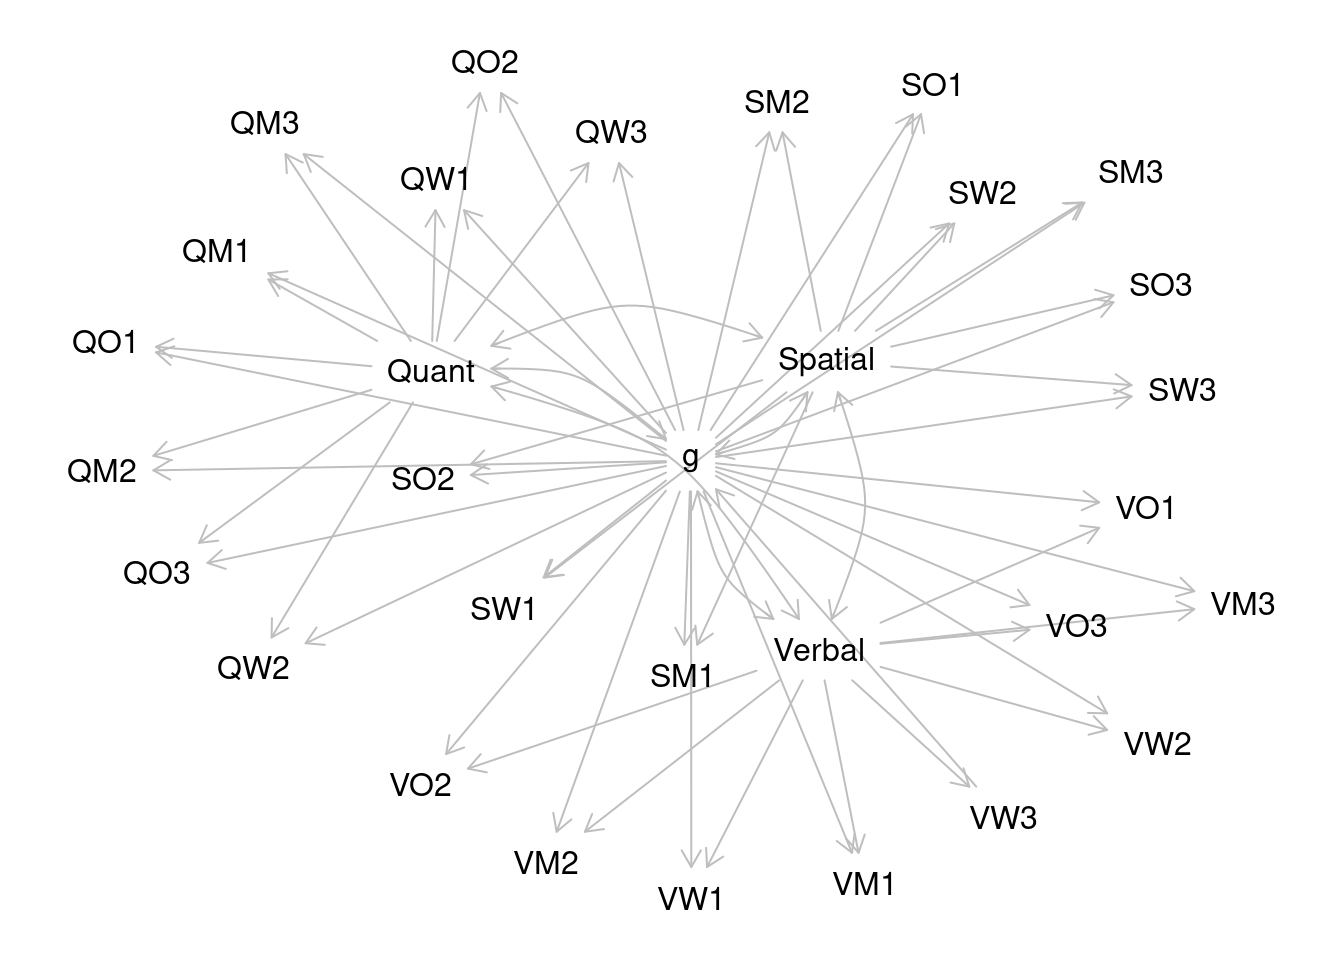 QO2
SO1
SM2
QM3
QW3
SM3
QW1
SW2
QM1
SO3
QO1
Spatial
Quant
SW3
g
QM2
SO2
VO1
QO3
VM3
SW1
VO3
Verbal
QW2
SM1
VW2
VO2
VW3
VM2
VM1
VW1